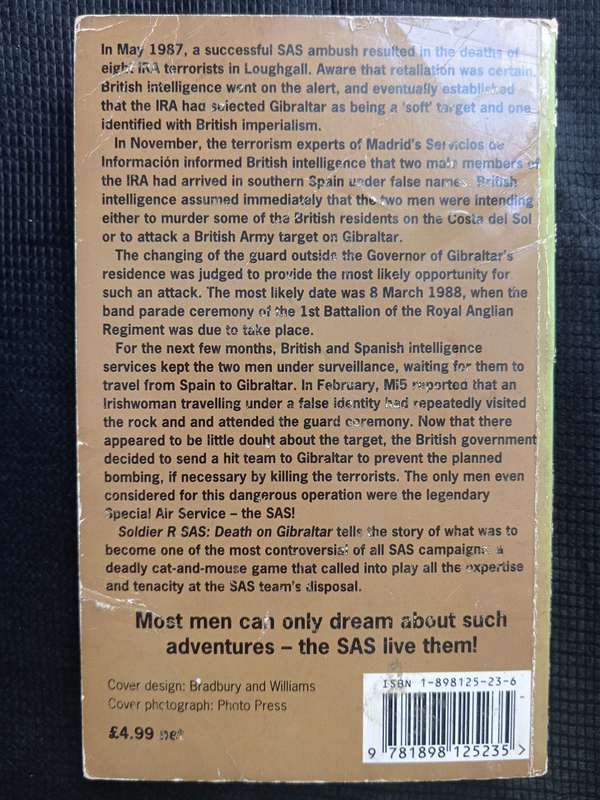 In May 1987, a successful SAS ambush resulted in the deaths of
eight IRA terrorists in Loughgall. Aware that retaliation was certain,
British intelligence went on the alert, and eventually established
that the IRA had selected Gibraltar as being a 'soft' target and one
identified with British imperialism.
In November, the terrorism experts of Madrid's Servicios de
Información informed British intelligence that two male members of
the IRA had arrived in southern Spain under false names. British
intelligence assumed immediately that the two men were intending
either to murder some of the British residents on the Costa del Sol
or to attack a British Army target on Gibraltar.
The changing of the guard outside the Governor of Gibraltar's
residence was judged to provide the most likely opportunity for
such an attack. The most likely date was 8 March 1988, when the
band parade ceremony of the 1st Battalion of the Royal Anglian
Regiment was due to take place.
For the next few months, British and Spanish intelligence
services kept the two men under surveillance, waiting for them to
travel from Spain to Gibraltar. In February, Mi5 reported that an
Irishwoman travelling under a false identity had repeatedly visited
the rock and and attended the guard ceremony. Now that there
appeared to be little doubt about the target, the British government
decided to send a hit team to Gibraltar to prevent the planned
bombing, if necessary by killing the terrorists. The only men even
considered for this dangerous operation were the legendary
Special Air Service – the SAS!
Soldier R SAS: Death on Gibraltar tells the story of what was to
become one of the most controversial of all SAS campaigns: a
deadly cat-and-mouse game that called into play all the expertise
and tenacity at the SAS team's disposal.
Most men can only dream about such
adventures – the SAS live them!
Cover design: Bradbury and Williams
Cover photograph: Photo Press
£4.99 net
ISBN 1-898125-23-6
9 781898 125235 >